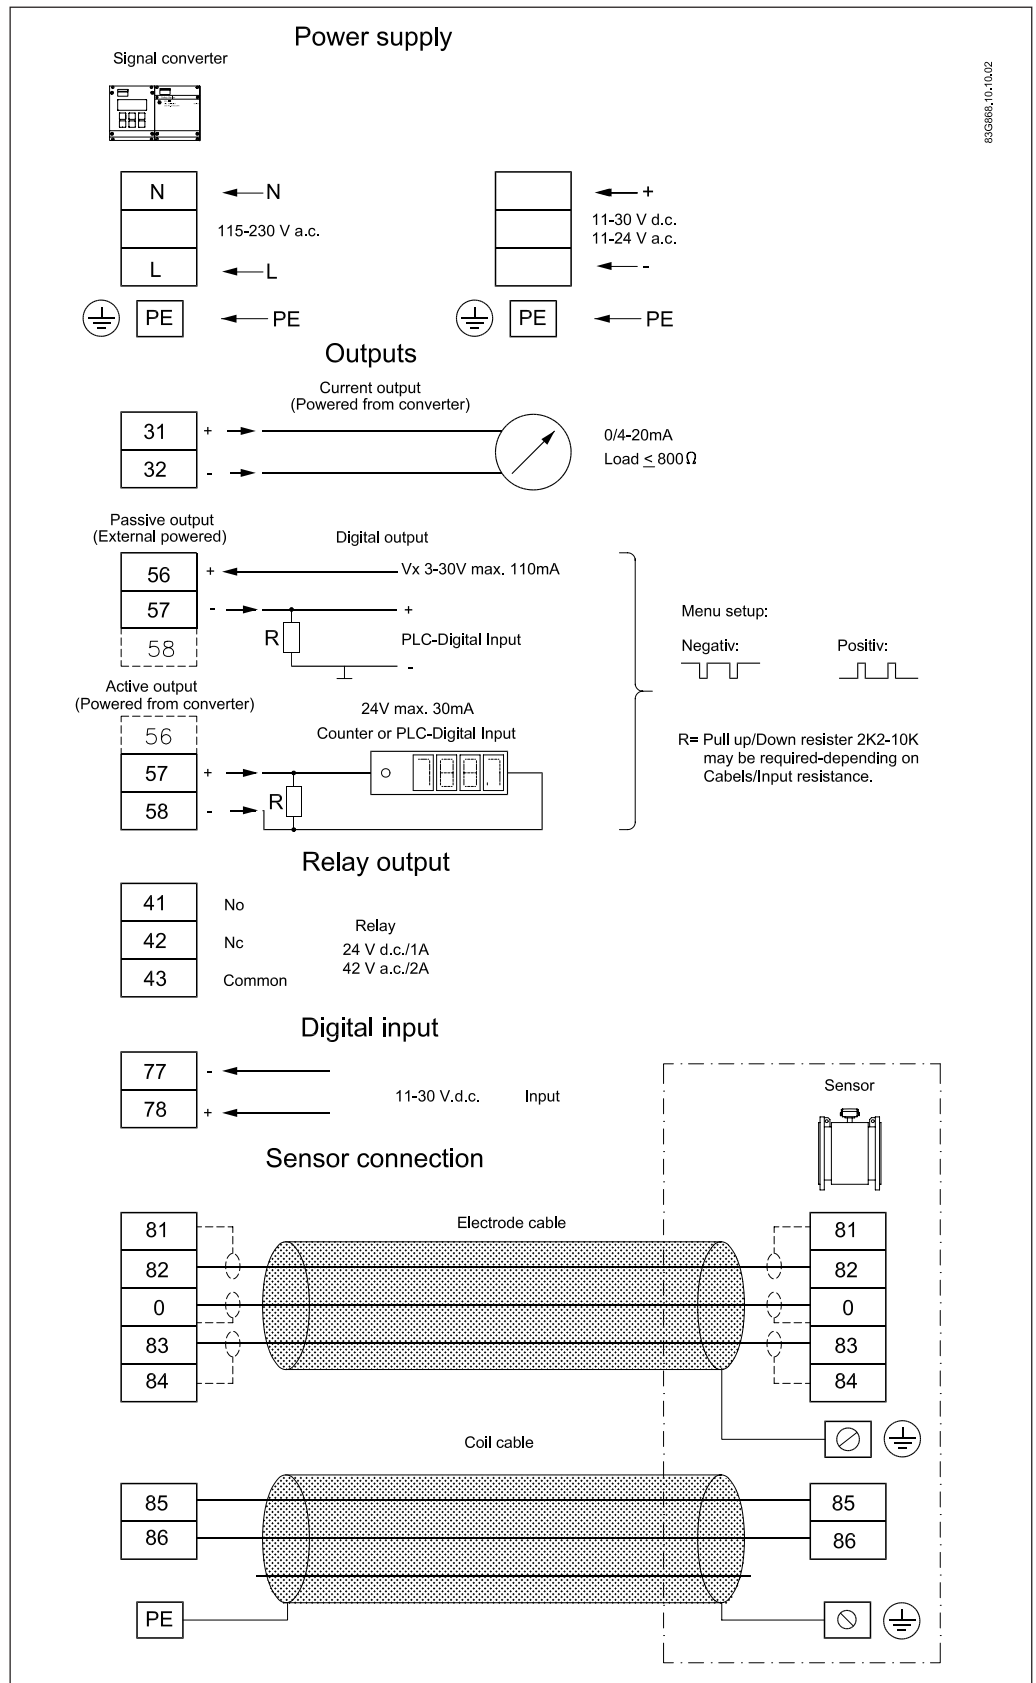 Power supply
Signal converter
83G868.10.10.02
N
N
115-230 V a.c.
L
L
PE
PE
+
11-30 V d.c.
11-24 V a.c.
-
PE
PE
Outputs
Current output
(Powered from converter)
31 +
32 -
0/4-20mA
Load ≤ 800Ω
Passive output
(External powered)
Digital output
56 + Vx 3-30V max. 110mA
57 - +
R PLC-Digital Input
58 -
Active output
(Powered from converter)
24V max. 30mA
Counter or PLC-Digital Input
56
57 +
R
58 -
Menu setup:
Negativ: Positiv:
R= Pull up/Down resister 2K2-10K
may be required-depending on
Cabels/Input resistance.
Relay output
41 No
42 Nc
43 Common
Relay
24 V d.c./1A
42 V a.c./2A
Digital input
77 -
78 +
11-30 V.d.c. Input
Sensor
Sensor connection
Electrode cable
81 81
82 82
0 0
83 83
84 84
Coil cable
85 85
86 86
PE